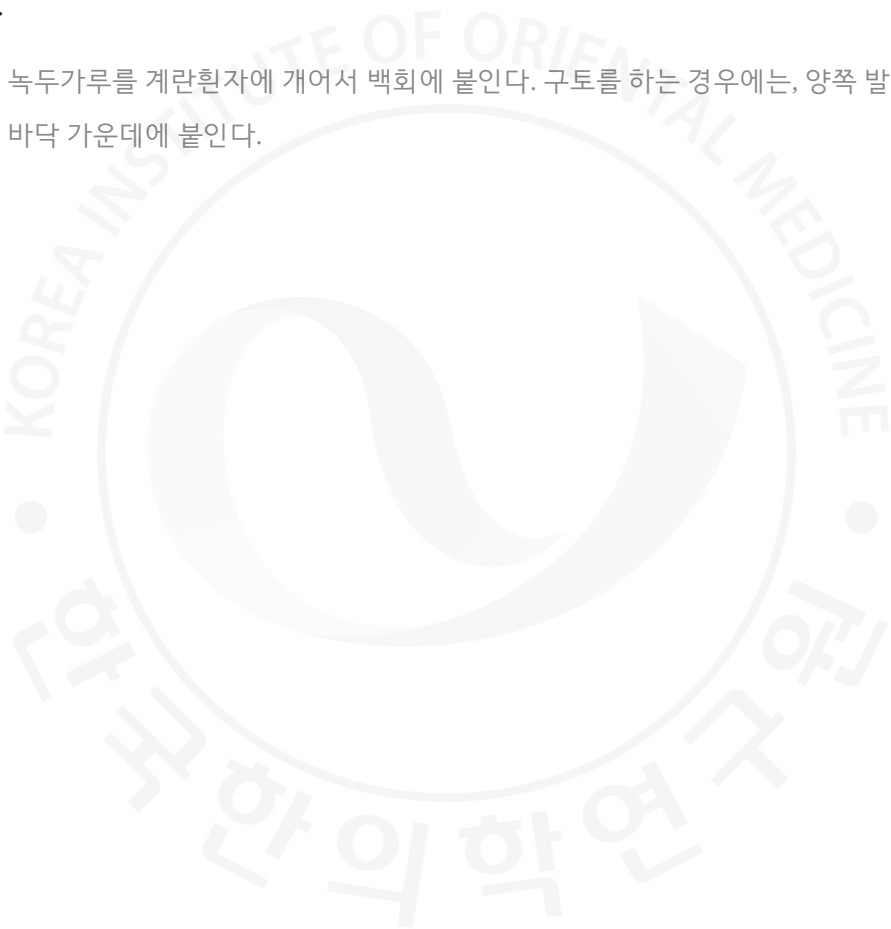 녹두가루를 계란흰자에 개어서 백회에 붙인다. 구토를 하는 경우에는, 양쪽 발
바닥 가운데에 붙인다.
KOREA INSTITUTE OF ORIENTAL MEDICINE
한국한의학연구원